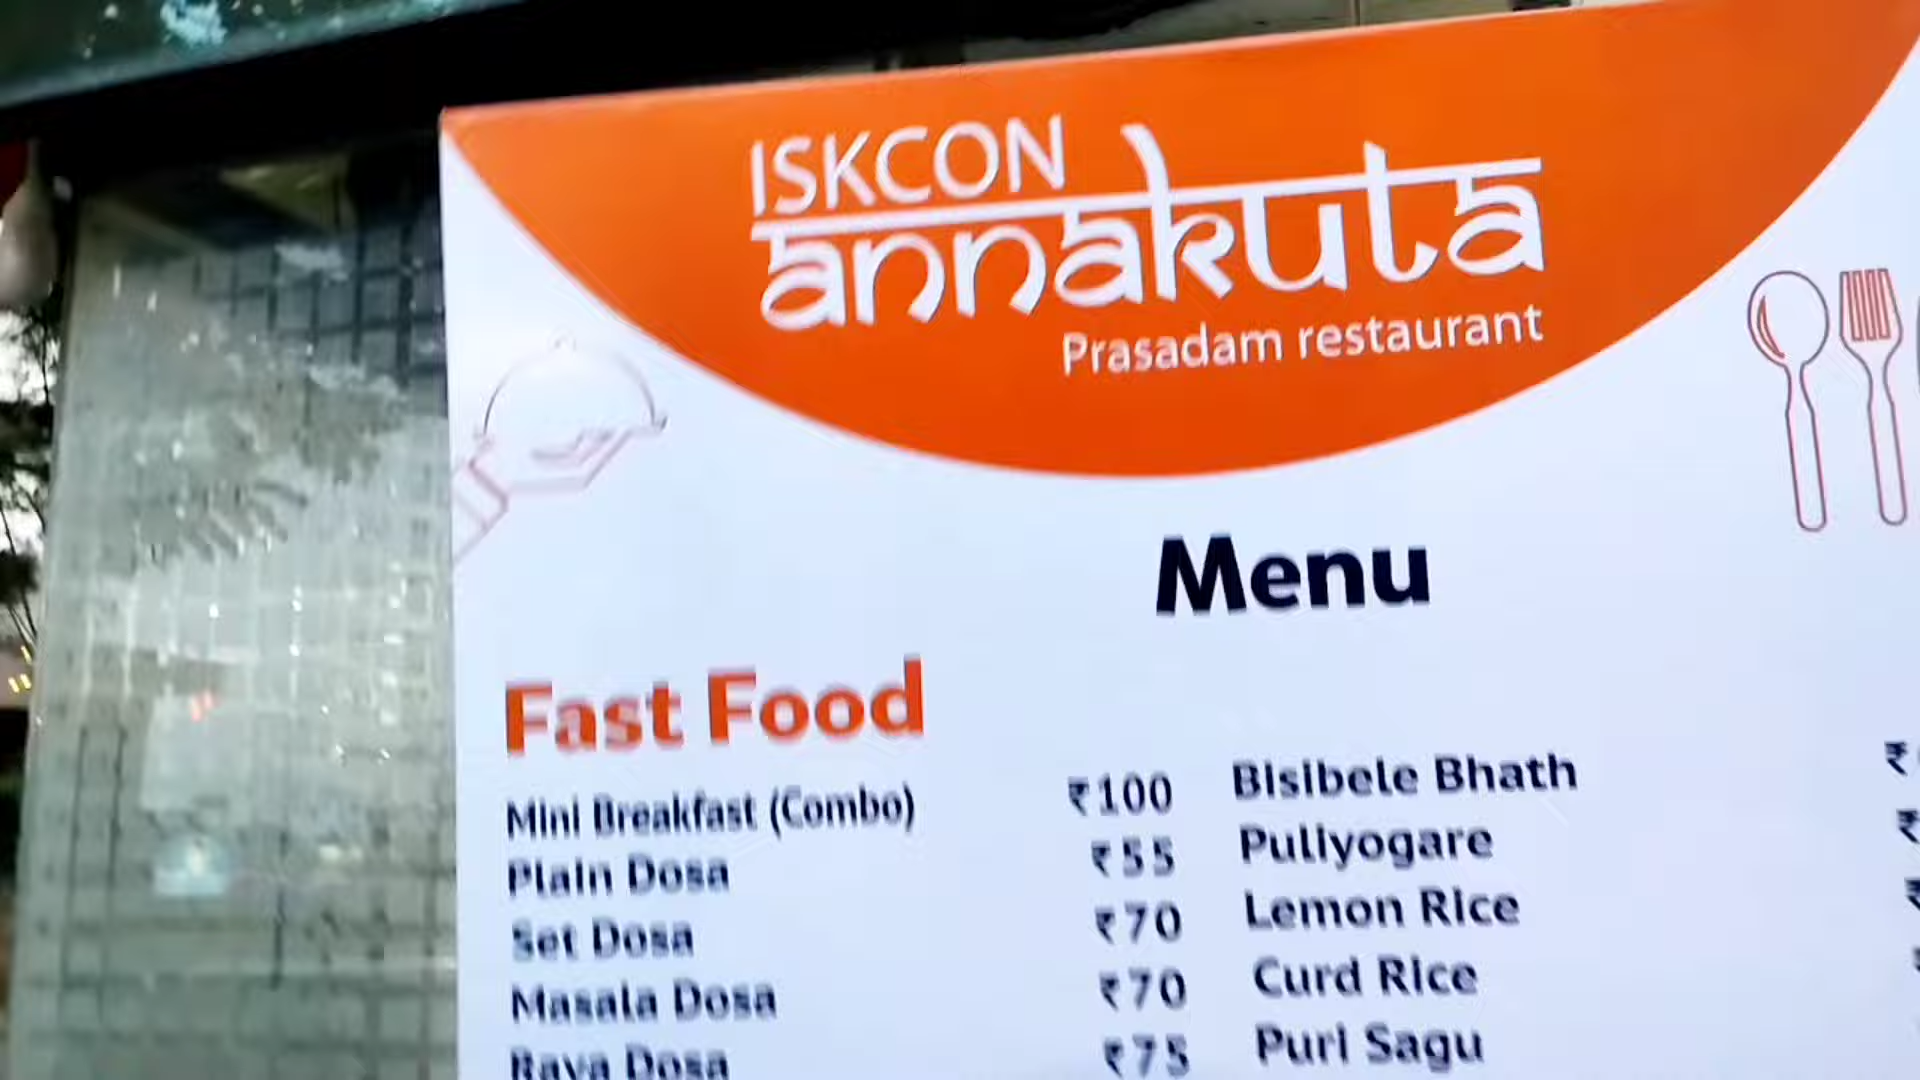 ISKCON
annakuta
Prasadam restaurant
Menu
Fast Food
Mini Breakfast (Combo) ₹100
Plain Dosa ₹55
Set Dosa ₹70
Masala Dosa ₹70
Rava Dosa ₹75
Bisibele Bhath ₹
Puliyogare ₹
Lemon Rice ₹
Curd Rice
Puri Sagu